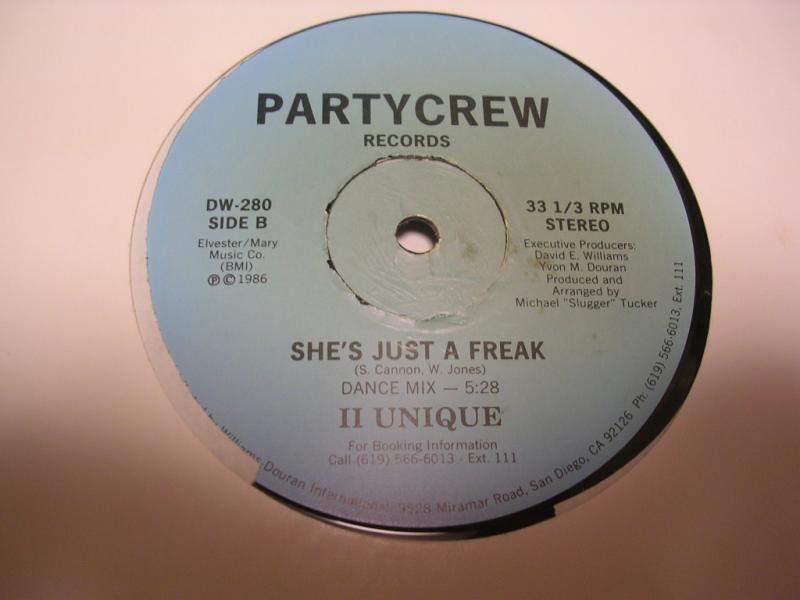 PARTYCREW
RECORDS
DW-280
SIDE B
Elvester/Mary
Music Co.
(BMI)
℗ © 1986
33 1/3 RPM
STEREO
Executive Producers:
David E. Williams
Yvon M. Douran
Produced and
Arranged by
Michael "Slugger" Tucker
SHE'S JUST A FREAK
(S. Cannon, W. Jones)
DANCE MIX — 5:28
II UNIQUE
For Booking Information
Call (619) 566-6013 - Ext. 111
by Williams Douran International, 9528 Miramar Road, San Diego, CA 92126 Ph: (619) 566-6013, Ext. 111